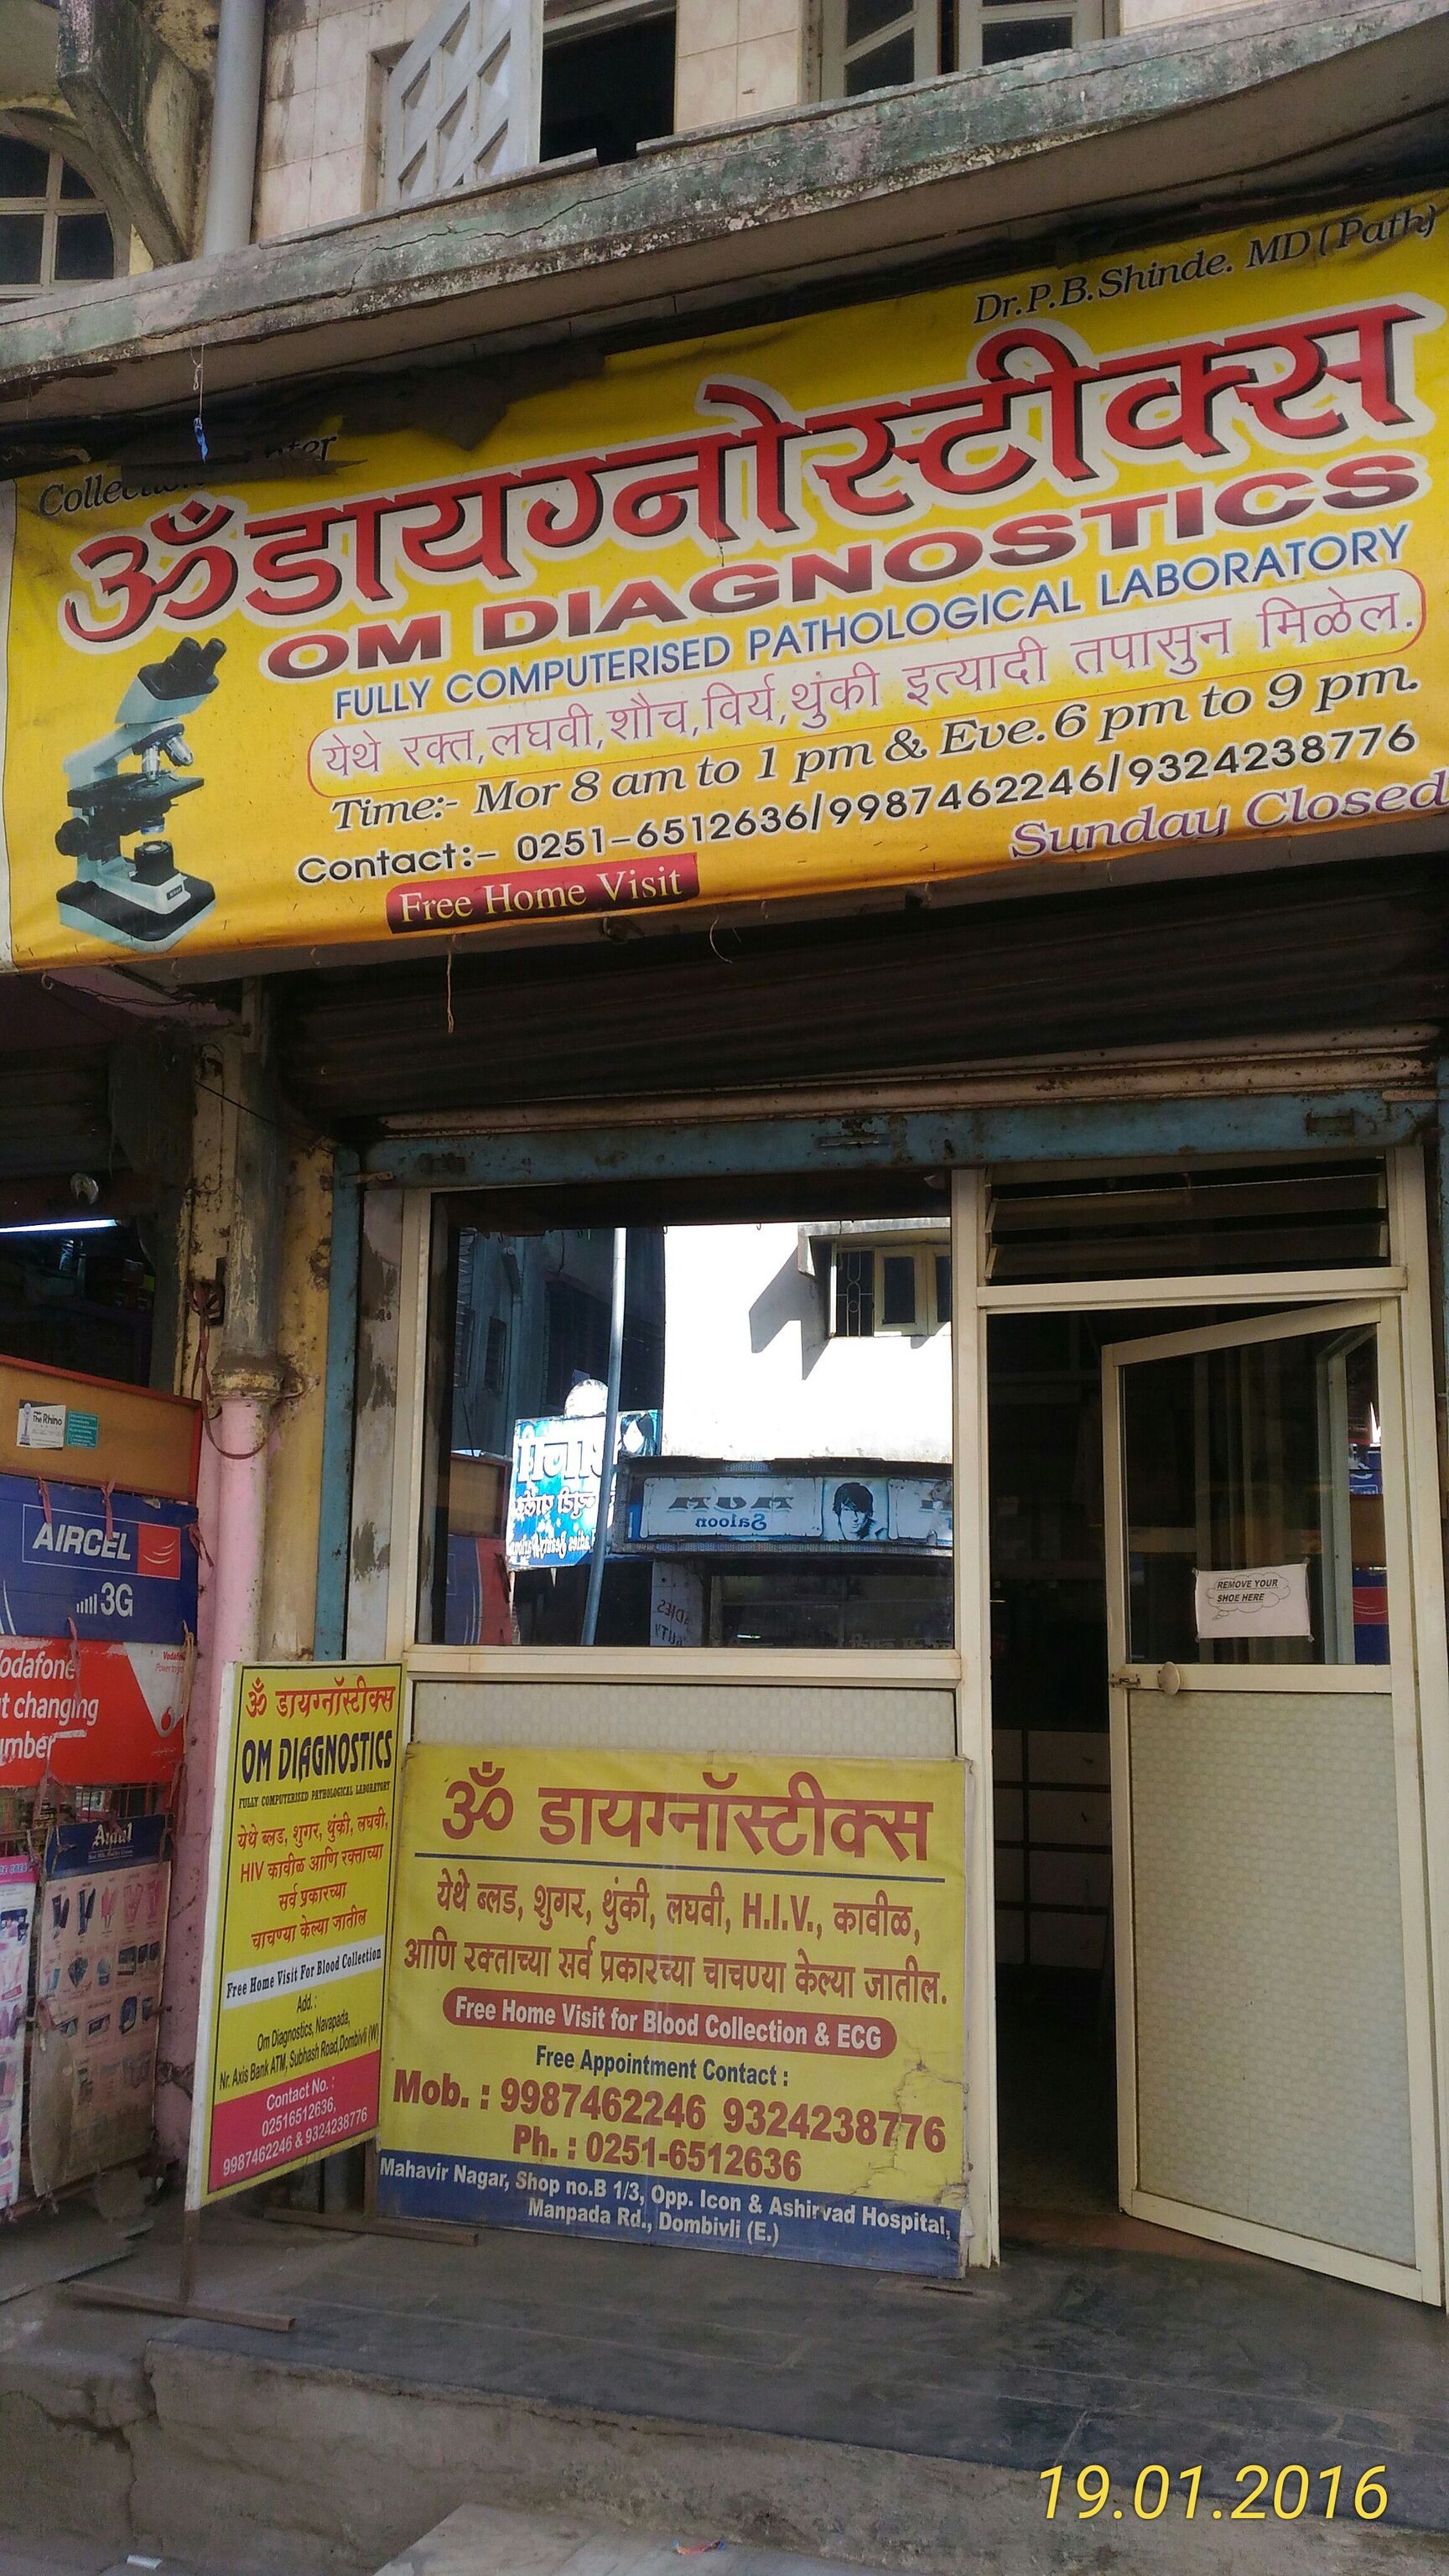 Dr.P.B.Shinde. MD (Path)
ॐ डायग्नोस्टीक्स
OM DIAGNOSTICS
FULLY COMPUTERISED PATHOLOGICAL LABORATORY
येथे रक्त,लघवी,शौच,विर्य,थुंकी इत्यादी तपासुन मिळेल.
Time:- Mor 8 am to 1 pm & Eve.6 pm to 9 pm.
Contact:- 0251-6512636/9987462246/9324238776
Sunday Closed
Free Home Visit
Saloon
REMOVE YOUR
SHOE HERE
The Rhino
AIRCEL
3G
changing
ॐ डायग्नॉस्टीक्स
OM DIAGNOSTICS
FULLY COMPUTERISED PATHOLOGICAL LABORATORY
येथे ब्लड, शुगर, थुंकी, लघवी,
HIV कावीळ आणि रक्ताच्या
सर्व प्रकारच्या
चाचण्या केल्या जातील
Free Home Visit For Blood Collection
Add. :
Om Diagnostics, Navapada,
Nr. Axis Bank ATM, Subhash Road,Dombivli (W)
Contact No. :
02516512636,
9987462246 & 9324238776
ॐ डायग्नॉस्टीक्स
येथे ब्लड, शुगर, थुंकी, लघवी, H.I.V., कावीळ,
आणि रक्ताच्या सर्व प्रकारच्या चाचण्या केल्या जातील.
Free Home Visit for Blood Collection & ECG
Free Appointment Contact :
Mob. : 9987462246 9324238776
Ph. : 0251-6512636
Mahavir Nagar, Shop no.B 1/3, Opp. Icon & Ashirvad Hospital,
Manpada Rd., Dombivli (E.)
Amul
19.01.2016